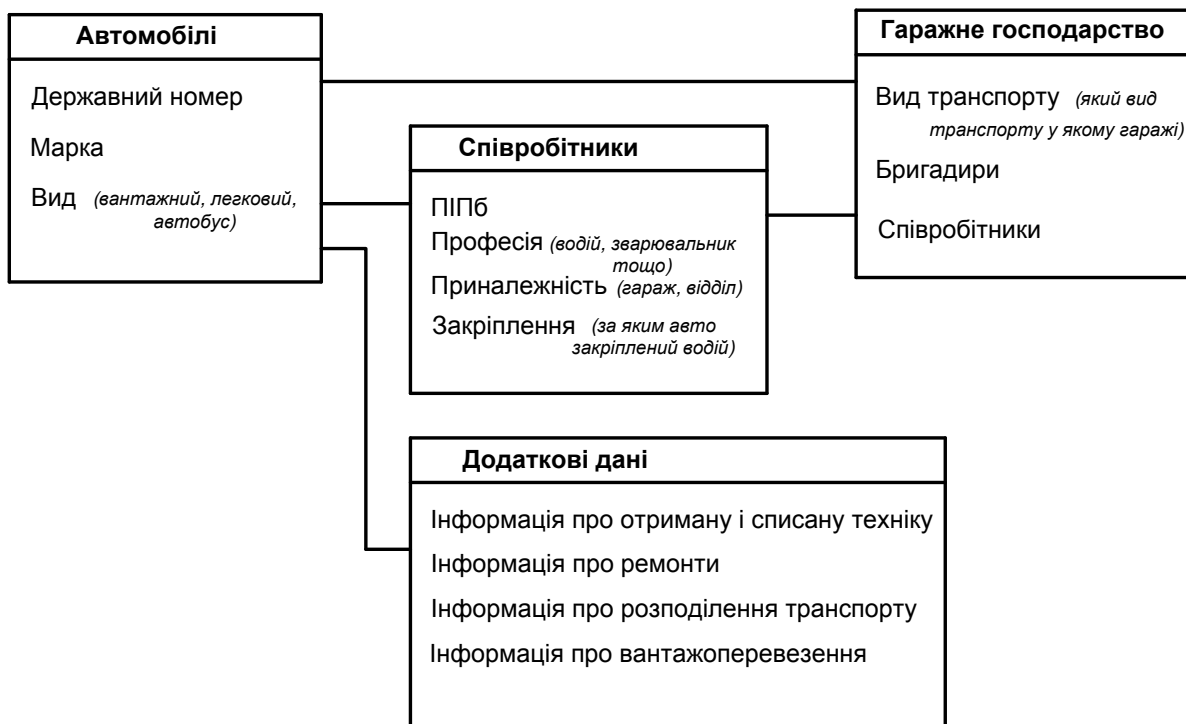 Автомобілі
Державний номер
Марка
Вид (вантажний, легковий,
автобус)
Гаражне господарство
Вид транспорту (який вид
транспорту у якому гаражі)
Бригадири
Співробітники
Співробітники
ПІПб
Професія (водій, зварювальник
тощо)
Приналежність (гараж, відділ)
Закріплення (за яким авто
закріплений водій)
Додаткові дані
Інформація про отриману і списану техніку
Інформація про ремонти
Інформація про розподілення транспорту
Інформація про вантажоперевезення